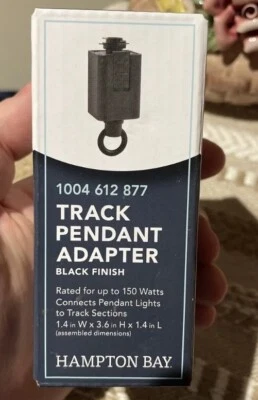 1004 612 877
TRACK
PENDANT
ADAPTER
BLACK FINISH
Rated for up to 150 Watts
Connects Pendant Lights
to Track Sections
1.4 in W x 3.6 in H x 1.4 in L
(assembled dimensions)
HAMPTON BAY